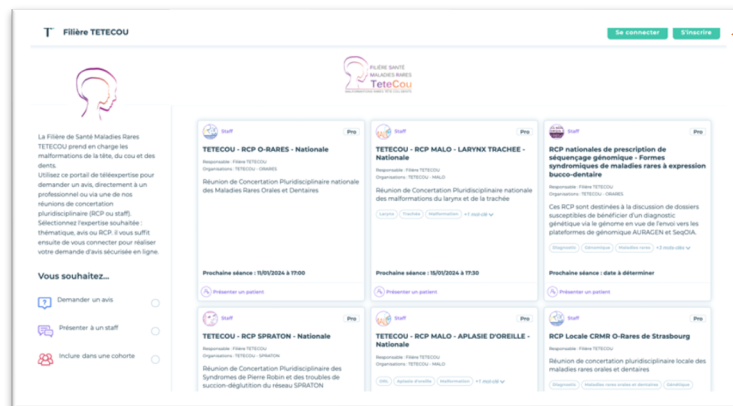 Filière TETECOU
Se connecter
S'inscrire
FILIÈRE SANTÉ
MALADIES RARES
TeteCou
La Filière de Santé Maladies Rares
TETECOU prend en charge les
malformations de la tête, du cou et des
dents.
Utilisez ce portail de téléexpertise pour
demander un avis, directement à un
professionnel ou via une de nos
réunions de concertation
pluridisciplinaire (RCP ou staff).
Sélectionnez l'expertise souhaitée :
thématique, avis ou RCP, il vous suffit
ensuite de vous connecter pour réaliser
votre demande d'avis sécurisée en ligne.
Vous souhaitez...
Demander un avis
Présenter à un staff
Inclure dans une cohorte
Staff
Pro
TETECOU - RCP O-RARES - Nationale
Responsable : Filière TETECOU
Organisations : TETECOU - ORARES
Réunion de Concertation Pluridisciplinaire nationale
des Maladies Rares Orales et Dentaires
Prochaine séance : 11/01/2024 à 17:00
Présenter un patient
Staff
Pro
TETECOU - RCP MALO - LARYNX TRACHEE -
Nationale
Responsable : Filière TETECOU
Organisations : TETECOU - MALO
Réunion de Concertation Pluridisciplinaire nationale
des malformations du larynx et de la trachée
Larynx
Trachée
Malformation
+1 mot-clé
Prochaine séance : 15/01/2024 à 17:30
Présenter un patient
Staff
Pro
RCP nationales de prescription de
séquençage génomique - Formes
syndromiques de maladies rares à expression
bucco-dentaire
Responsable : Filière TETECOU
Organisations : TETECOU - ORARES
Ces RCP sont destinées à la discussion de dossiers
susceptibles de bénéficier d'un diagnostic
génétique via le génome en vue de l'envoi vers les
plateformes de génomique AURAGEN et SeqOIA.
Diagnostic
Génomique
Maladies rares
+3 mots-clés
Prochaine séance : date à déterminer
Présenter un patient
Staff
Pro
TETECOU - RCP SPRATON - Nationale
Responsable : Filière TETECOU
Organisations : TETECOU - SPRATON
Réunion de Concertation Pluridisciplinaire des
Syndromes de Pierre Robin et des troubles de
succion-déglutition du réseau SPRATON
Staff
Pro
TETECOU - RCP MALO - APLASIE D'OREILLE -
Nationale
Responsable : Filière TETECOU
Organisations : TETECOU - MALO
Aplasie d'oreille
Malformation
+1 mot-clé
Staff
Pro
RCP Locale CRMR O-Rares de Strasbourg
Responsable : Filière TETECOU
Réunion de concertation pluridisciplinaire locale des
maladies rares orales et dentaires
Diagnostic
Maladies rares orales et dentaires
Génétique